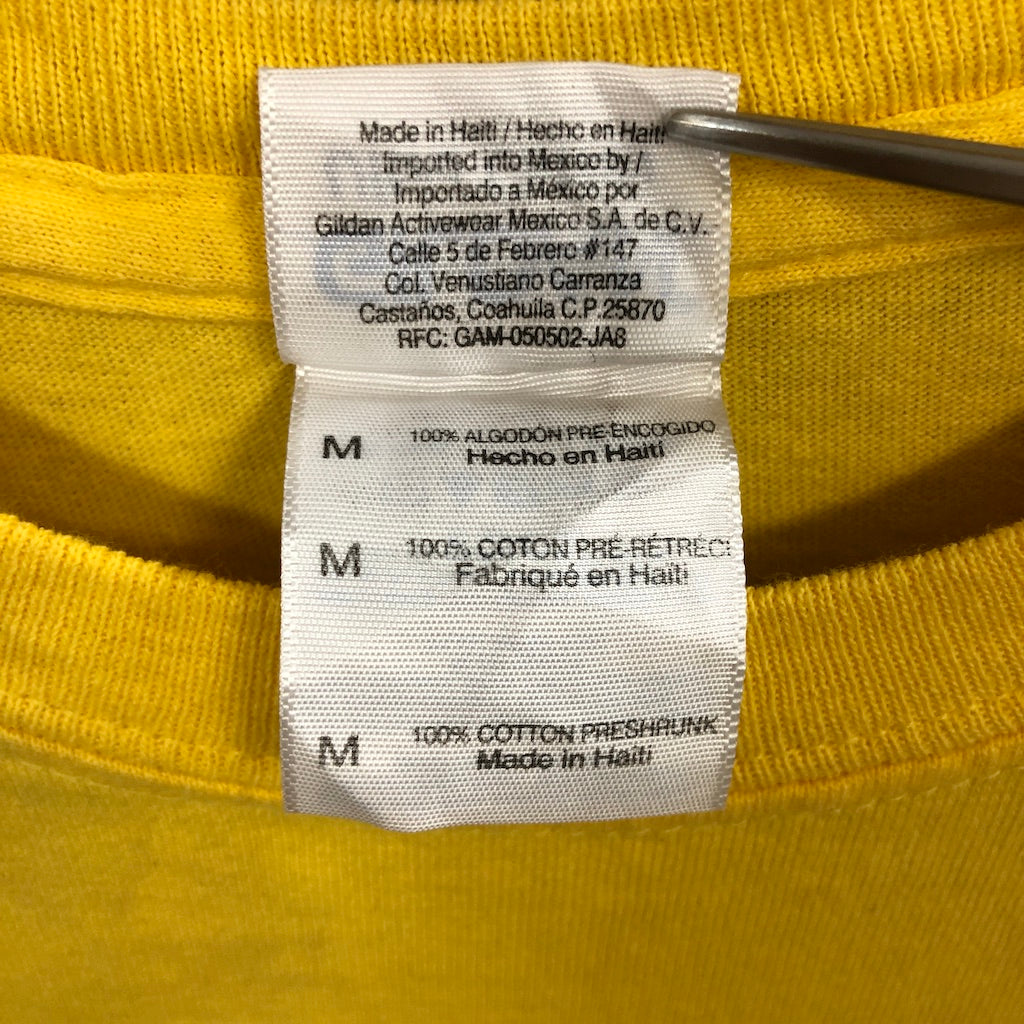 Made in Haiti / Hecho en Haiti
Imported into Mexico by /
Importado a México por
Gildan Activewear Mexico S.A. de C.V.
Calle 5 de Febrero #147
Col. Venustiano Carranza
Castaños, Coahuila C.P.25870
RFC: GAM-050502-JA8
M 100% ALGODÓN PRE-ENCOGIDO
Hecho en Haiti
M 100% COTON PRÉ-RÉTRÉCI
Fabriqué en Haïti
M 100% COTTON PRESHRUNK
Made in Haiti